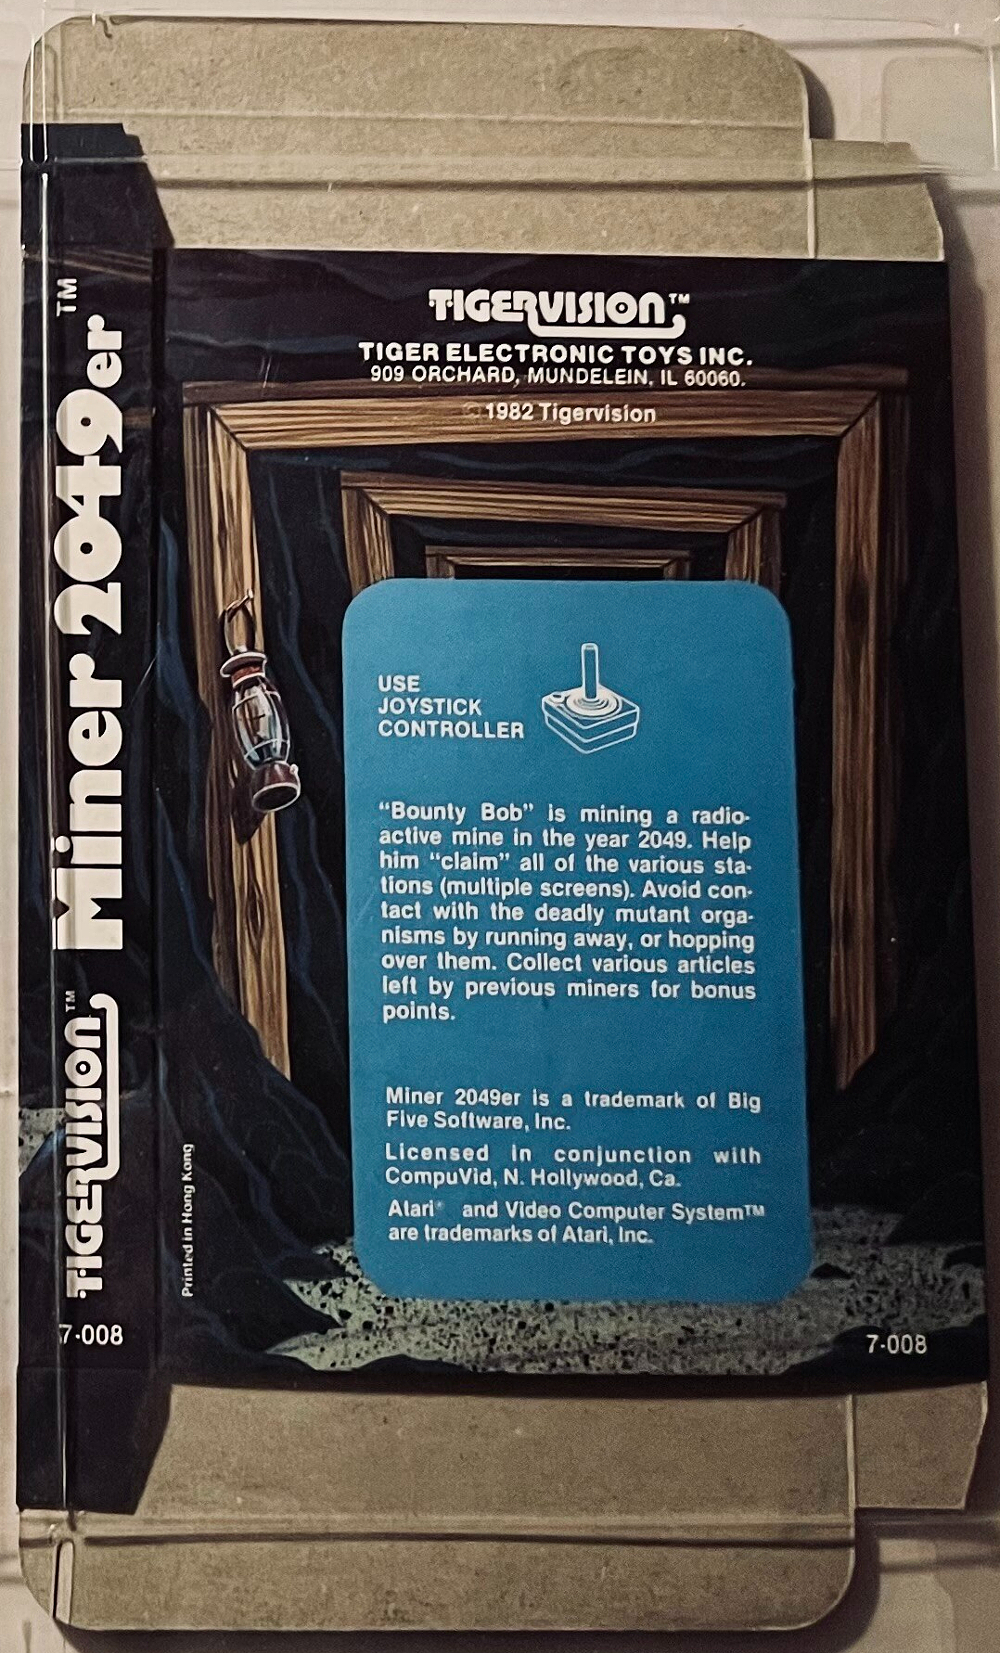 TIGERVISION™
TIGER ELECTRONIC TOYS INC.
909 ORCHARD, MUNDELEIN, IL 60060.
©1982 Tigervision
USE
JOYSTICK
CONTROLLER
“Bounty Bob” is mining a radio-
active mine in the year 2049. Help
him “claim” all of the various sta-
tions (multiple screens). Avoid con-
tact with the deadly mutant orga-
nisms by running away, or hopping
over them. Collect various articles
left by previous miners for bonus
points.
Miner 2049er is a trademark of Big
Five Software, Inc.
Licensed in conjunction with
CompuVid, N. Hollywood, Ca.
Atari® and Video Computer System™
are trademarks of Atari, Inc.
7-008
Printed in Hong Kong
TIGERVISION™ Miner 2049er™
7-008